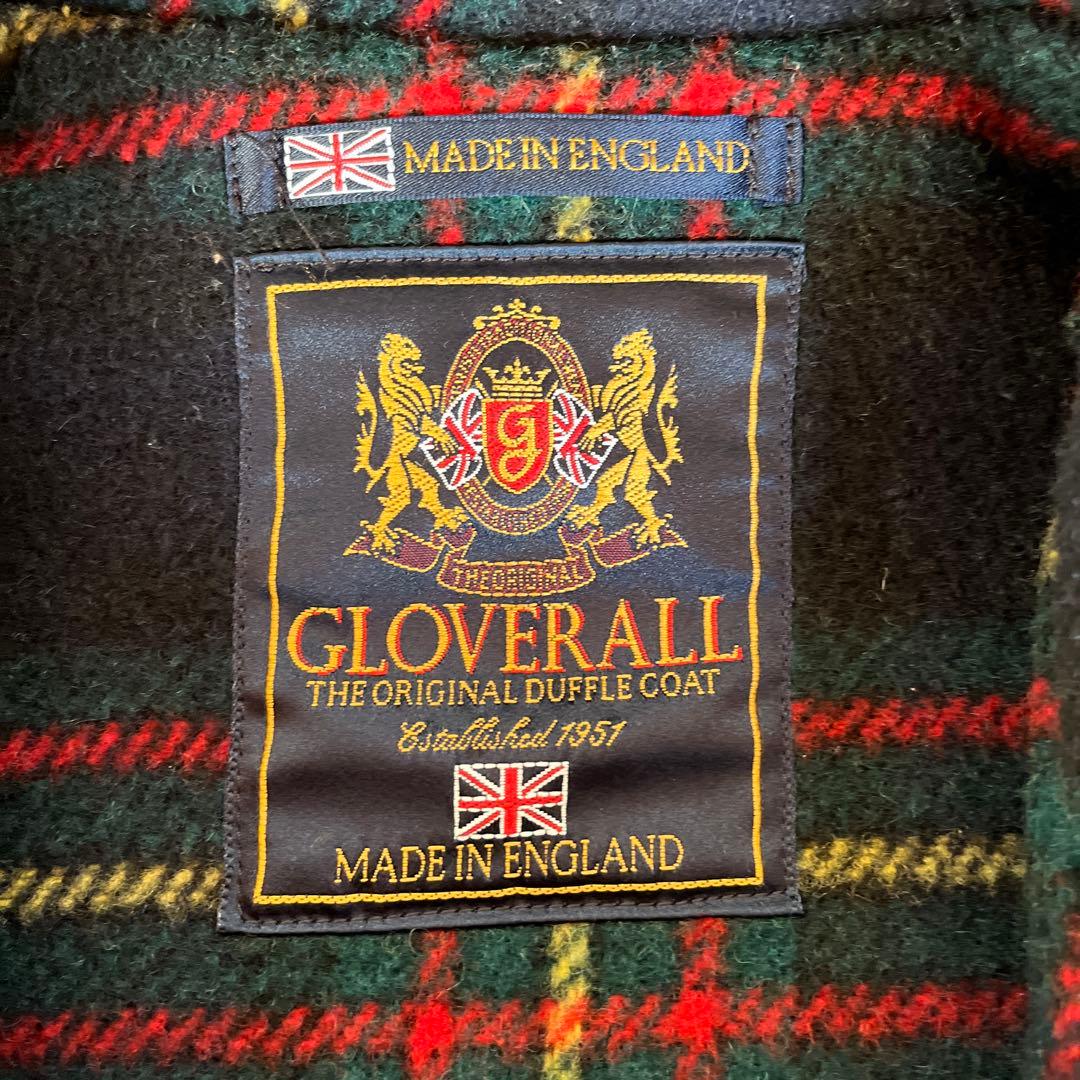 MADE IN ENGLAND
G
THE ORIGINAL
GLOVERALL
THE ORIGINAL DUFFLE COAT
Established 1951
MADE IN ENGLAND